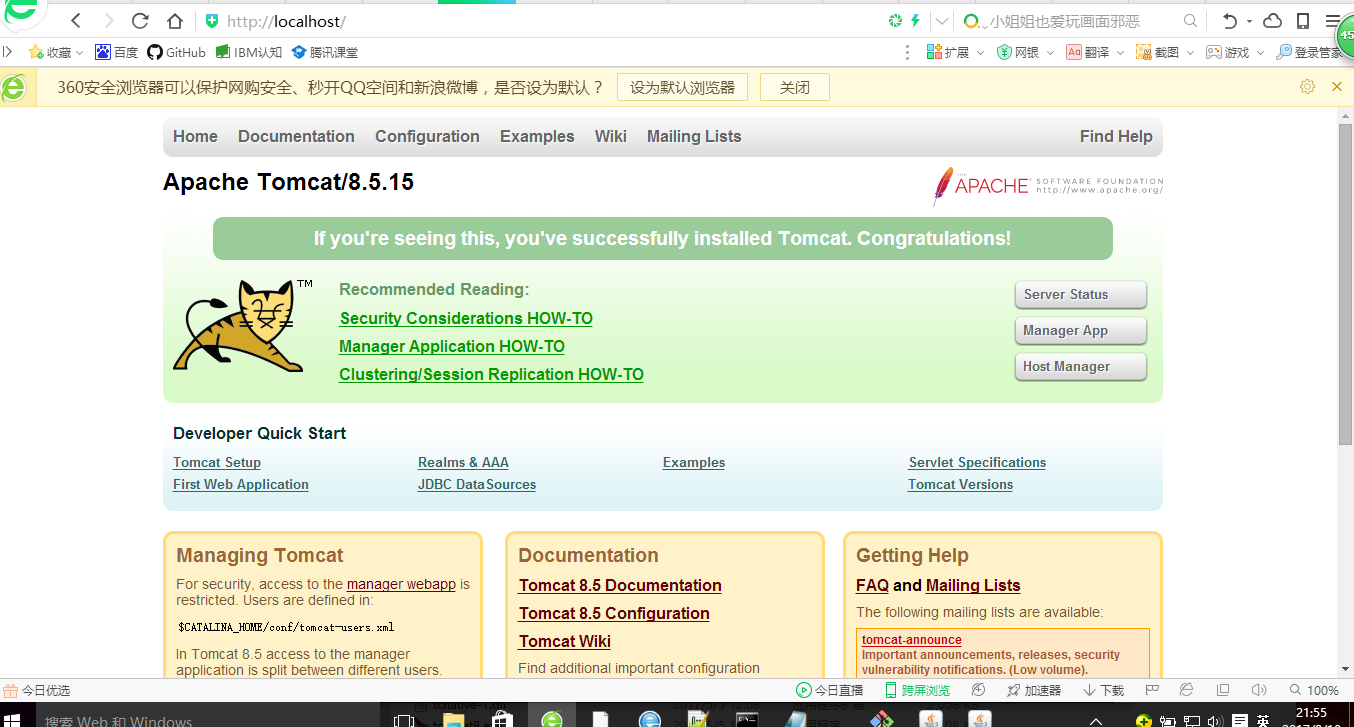 http://localhost/
小姐姐也爱玩画面邪恶
45
收藏 百度 GitHub IBM认知 腾讯课堂 扩展 网银 翻译 截图 游戏 登录管家
360安全浏览器可以保护网购安全、秒开QQ空间和新浪微博，是否设为默认？ 设为默认浏览器 关闭
Home Documentation Configuration Examples Wiki Mailing Lists Find Help
Apache Tomcat/8.5.15
THE APACHE SOFTWARE FOUNDATION
http://www.apache.org/
If you're seeing this, you've successfully installed Tomcat. Congratulations!
TM
Recommended Reading:
Security Considerations HOW-TO
Manager Application HOW-TO
Clustering/Session Replication HOW-TO
Server Status
Manager App
Host Manager
Developer Quick Start
Tomcat Setup
First Web Application
Realms & AAA
JDBC DataSources
Examples
Servlet Specifications
Tomcat Versions
Managing Tomcat
For security, access to the manager webapp is
restricted. Users are defined in:
$CATALINA_HOME/conf/tomcat-users.xml
In Tomcat 8.5 access to the manager
application is split between different users.
Documentation
Tomcat 8.5 Documentation
Tomcat 8.5 Configuration
Tomcat Wiki
Find additional important configuration
Getting Help
FAQ and Mailing Lists
The following mailing lists are available:
tomcat-announce
Important announcements, releases, security
vulnerability notifications. (Low volume).
今日优选 今日直播 跨屏浏览 加速器 下载 100%
搜索 Web 和 Windows
英
21:55